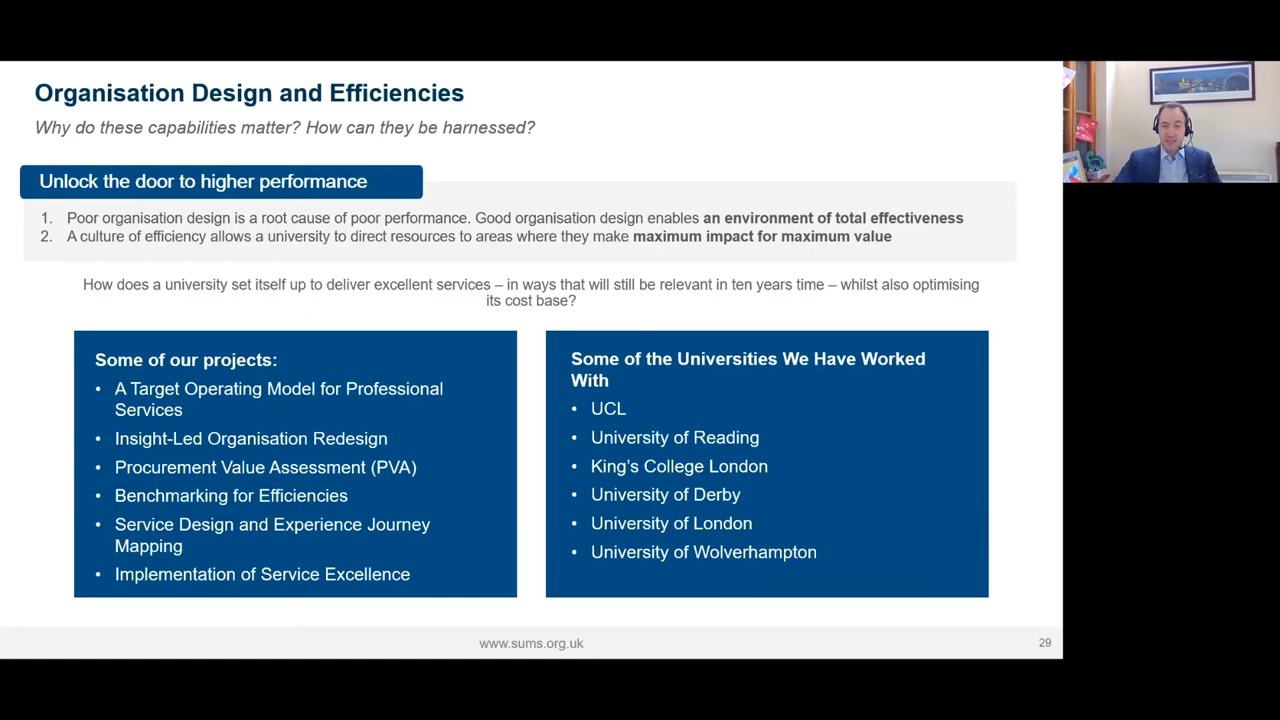 Organisation Design and Efficiencies
Why do these capabilities matter? How can they be harnessed?
Unlock the door to higher performance
1. Poor organisation design is a root cause of poor performance. Good organisation design enables an environment of total effectiveness
2. A culture of efficiency allows a university to direct resources to areas where they make maximum impact for maximum value
How does a university set itself up to deliver excellent services – in ways that will still be relevant in ten years time – whilst also optimising
its cost base?
Some of our projects:
• A Target Operating Model for Professional
Services
• Insight-Led Organisation Redesign
• Procurement Value Assessment (PVA)
• Benchmarking for Efficiencies
• Service Design and Experience Journey
Mapping
• Implementation of Service Excellence
Some of the Universities We Have Worked
With
• UCL
• University of Reading
• King's College London
• University of Derby
• University of London
• University of Wolverhampton
www.sums.org.uk
29